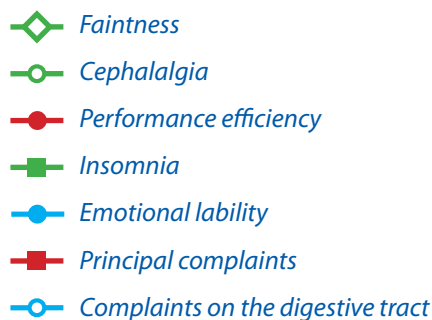 Faintness
Cephalalgia
Performance efficiency
Insomnia
Emotional lability
Principal complaints
Complaints on the digestive tract